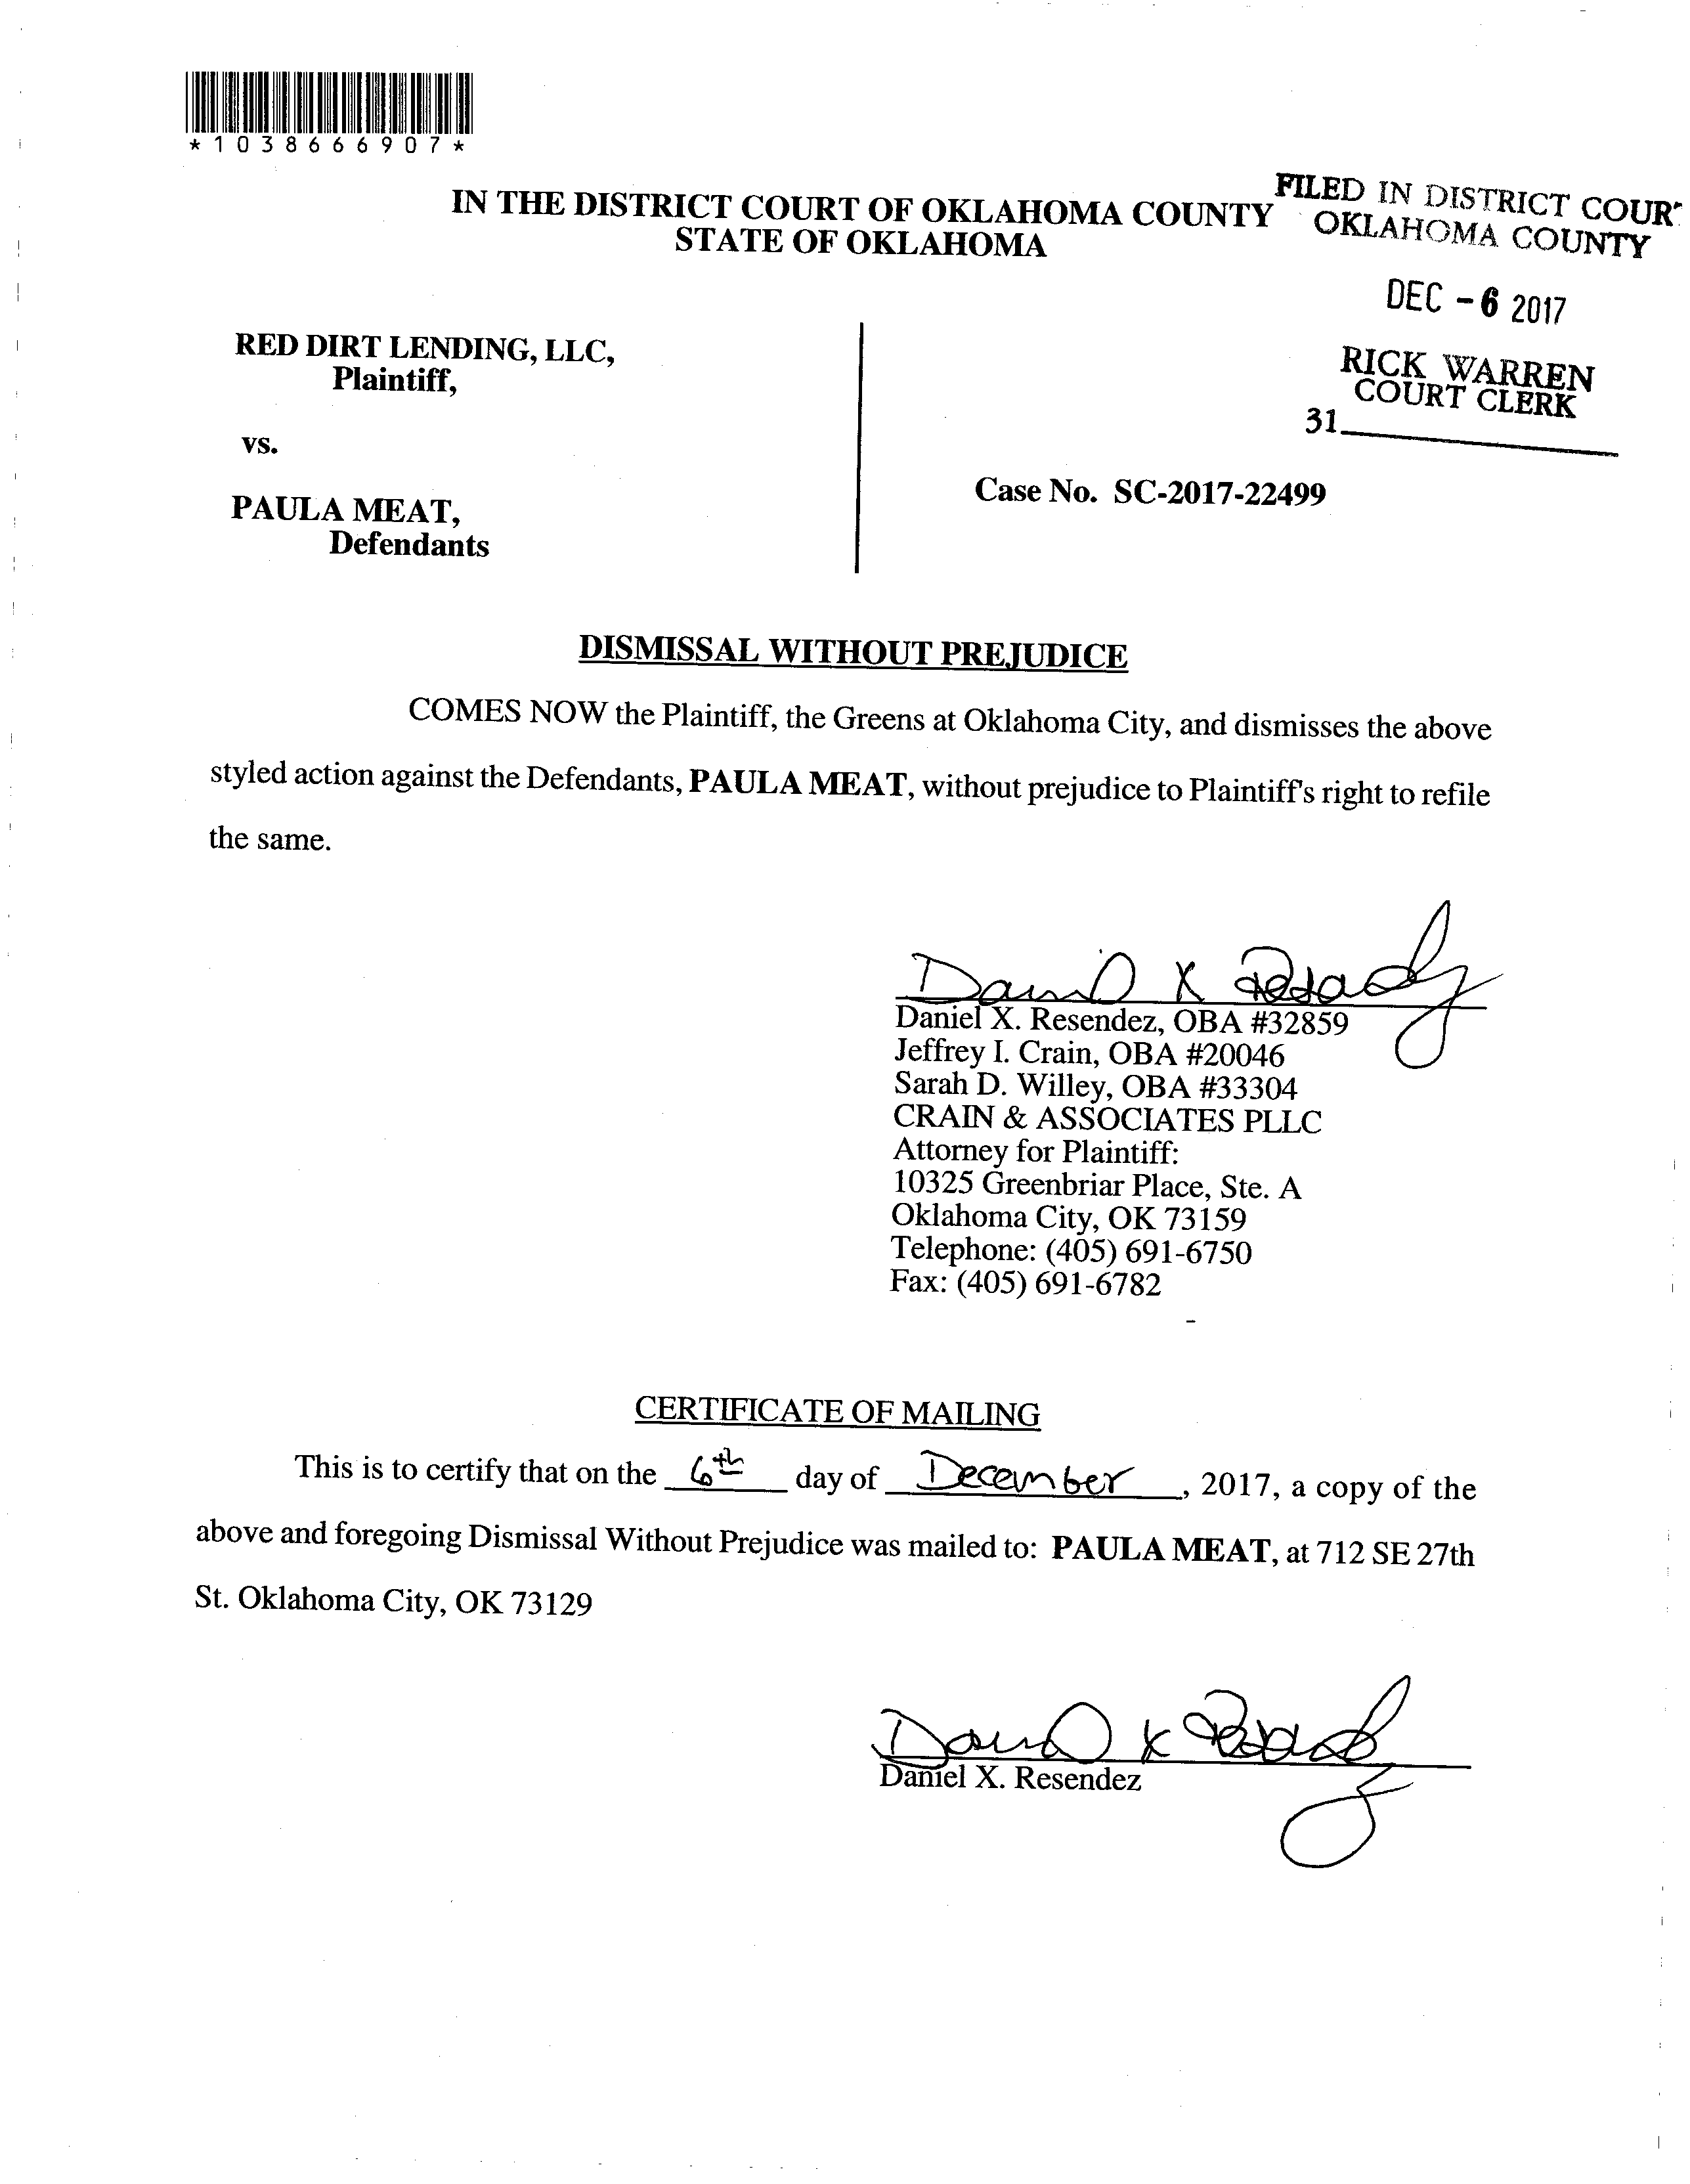 *1038666907*
IN THE DISTRICT COURT OF OKLAHOMA COUNTY
STATE OF OKLAHOMA
FILED IN DISTRICT COUR
OKLAHOMA COUNTY
DEC - 6 2017
RICK WARREN
COURT CLERK
31
RED DIRT LENDING, LLC,
Plaintiff,
vs.
PAULA MEAT,
Defendants
Case No. SC-2017-22499
DISMISSAL WITHOUT PREJUDICE
COMES NOW the Plaintiff, the Greens at Oklahoma City, and dismisses the above
styled action against the Defendants, PAULA MEAT, without prejudice to Plaintiff's right to refile
the same.
Daniel X. Resendez, OBA #32859
Jeffrey I. Crain, OBA #20046
Sarah D. Willey, OBA #33304
CRAIN & ASSOCIATES PLLC
Attorney for Plaintiff:
10325 Greenbriar Place, Ste. A
Oklahoma City, OK 73159
Telephone: (405) 691-6750
Fax: (405) 691-6782
CERTIFICATE OF MAILING
This is to certify that on the 6th day of December, 2017, a copy of the
above and foregoing Dismissal Without Prejudice was mailed to: PAULA MEAT, at 712 SE 27th
St. Oklahoma City, OK 73129
Daniel X. Resendez